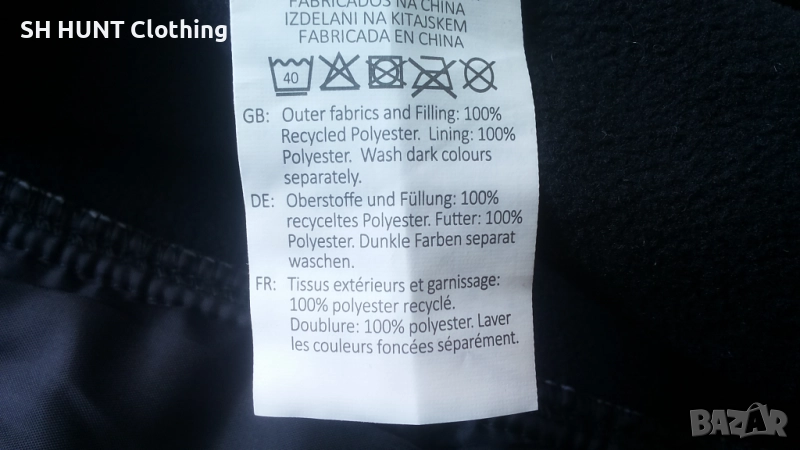 SH HUNT Clothing
FABRICADOS NA CHINA
IZDELANI NA KITAJSKEM
FABRICADA EN CHINA
40
GB: Outer fabrics and Filling: 100%
Recycled Polyester. Lining: 100%
Polyester. Wash dark colours
separately.
DE: Oberstoffe und Füllung: 100%
recyceltes Polyester. Futter: 100%
Polyester. Dunkle Farben separat
waschen.
FR: Tissus extérieurs et garnissage:
100% polyester recyclé.
Doublure: 100% polyester. Laver
les couleurs foncées séparément.
BAZAR